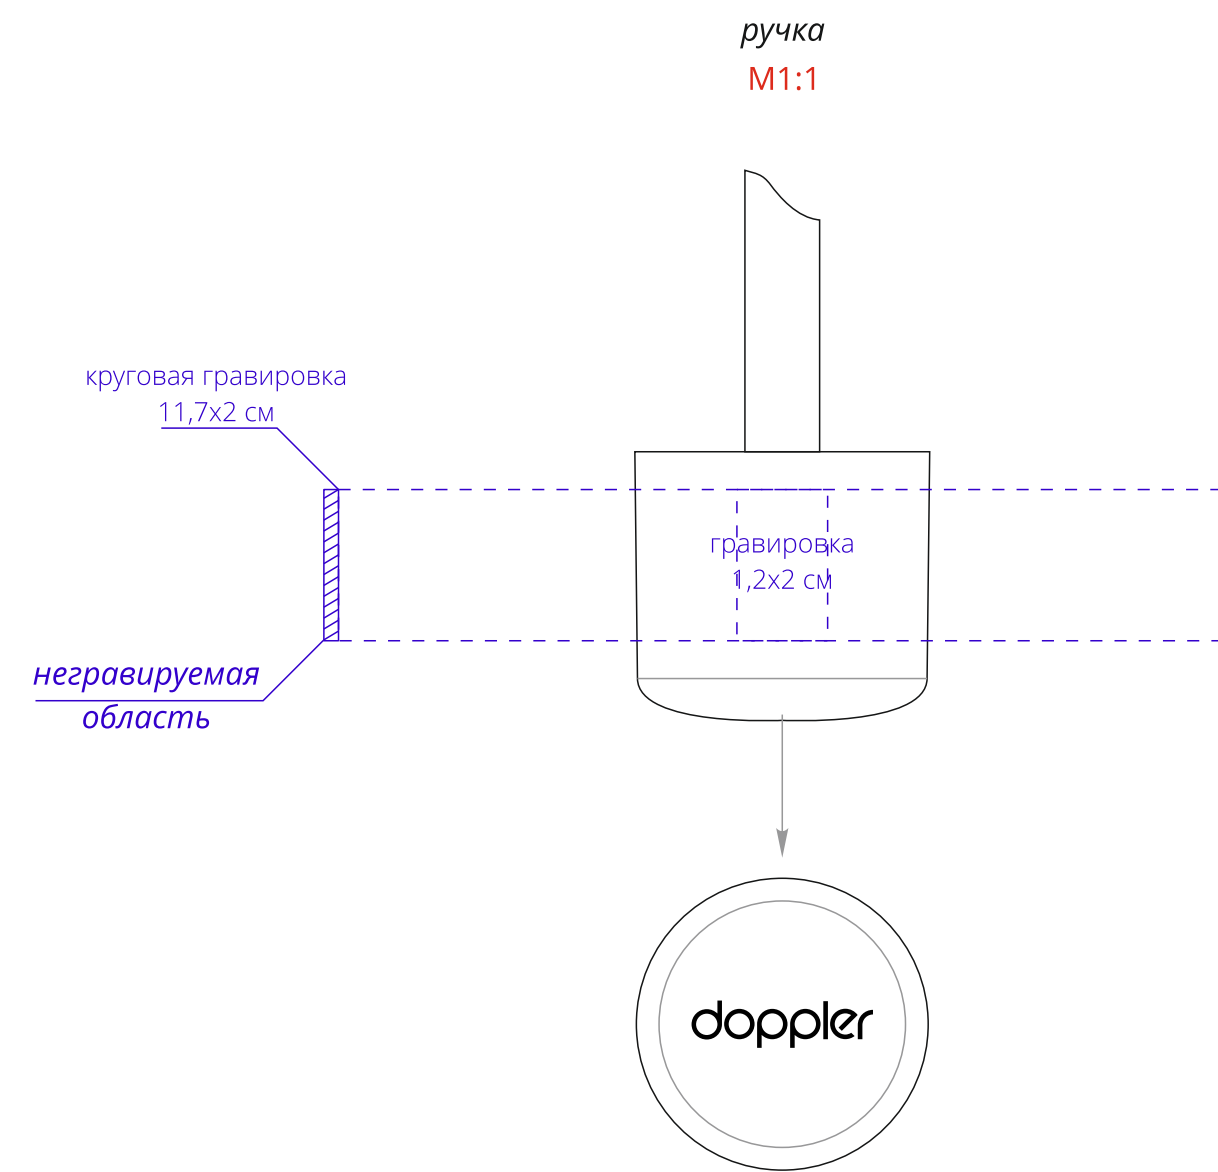 ручка
М1:1
круговая гравировка
11,7х2 см
гравировка
1,2х2 см
негравируемая
область
doppler